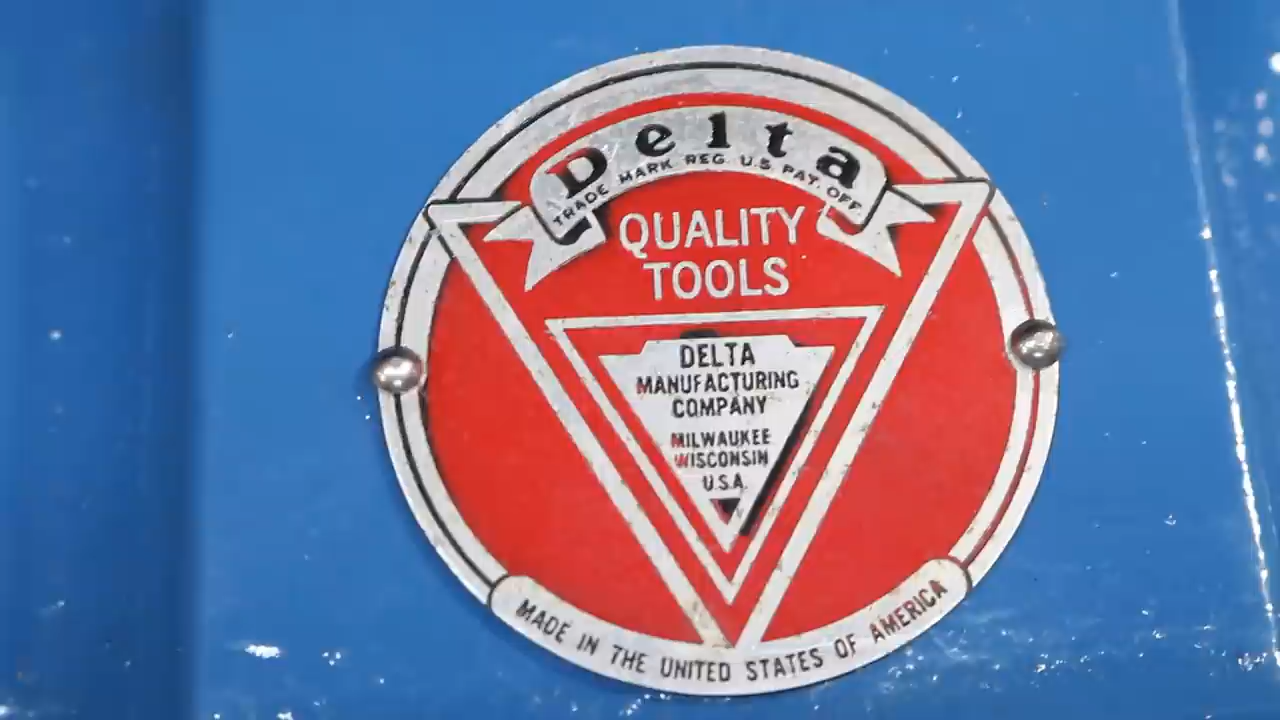 Delta
TRADE MARK REG. U.S. PAT. OFF.
QUALITY
TOOLS
DELTA
MANUFACTURING
COMPANY
MILWAUKEE
WISCONSIN
U.S.A.
MADE IN THE UNITED STATES OF AMERICA